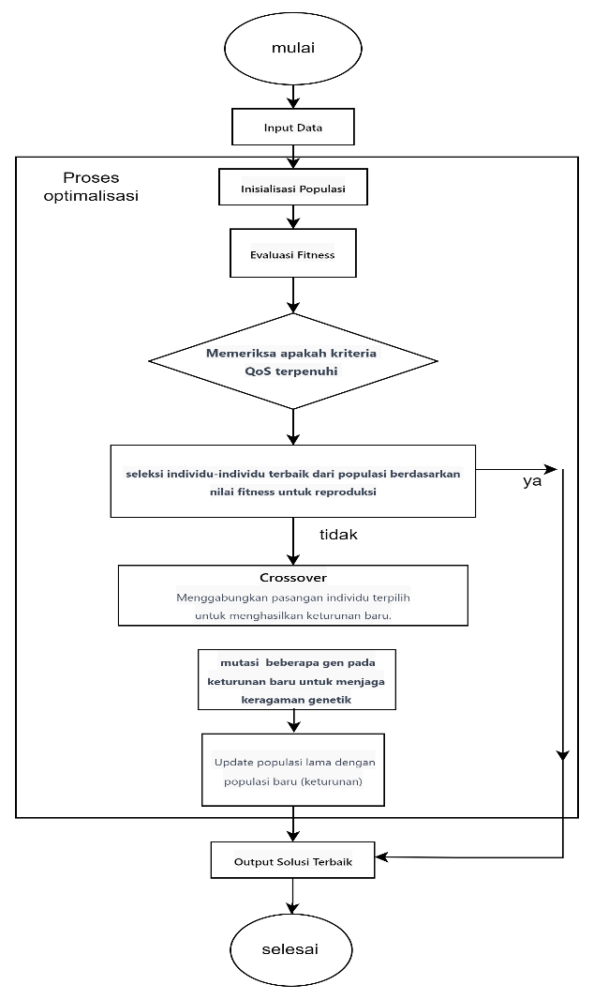 mulai
Input Data
Proses
optimalisasi
Inisialisasi Populasi
Evaluasi Fitness
Memeriksa apakah kriteria
QoS terpenuhi
seleksi individu-individu terbaik dari populasi berdasarkan
nilai fitness untuk reproduksi
ya
tidak
Crossover
Menggabungkan pasangan individu terpilih
untuk menghasilkan keturunan baru.
mutasi beberapa gen pada
keturunan baru untuk menjaga
keragaman genetik
Update populasi lama dengan
populasi baru (keturunan)
Output Solusi Terbaik
selesai